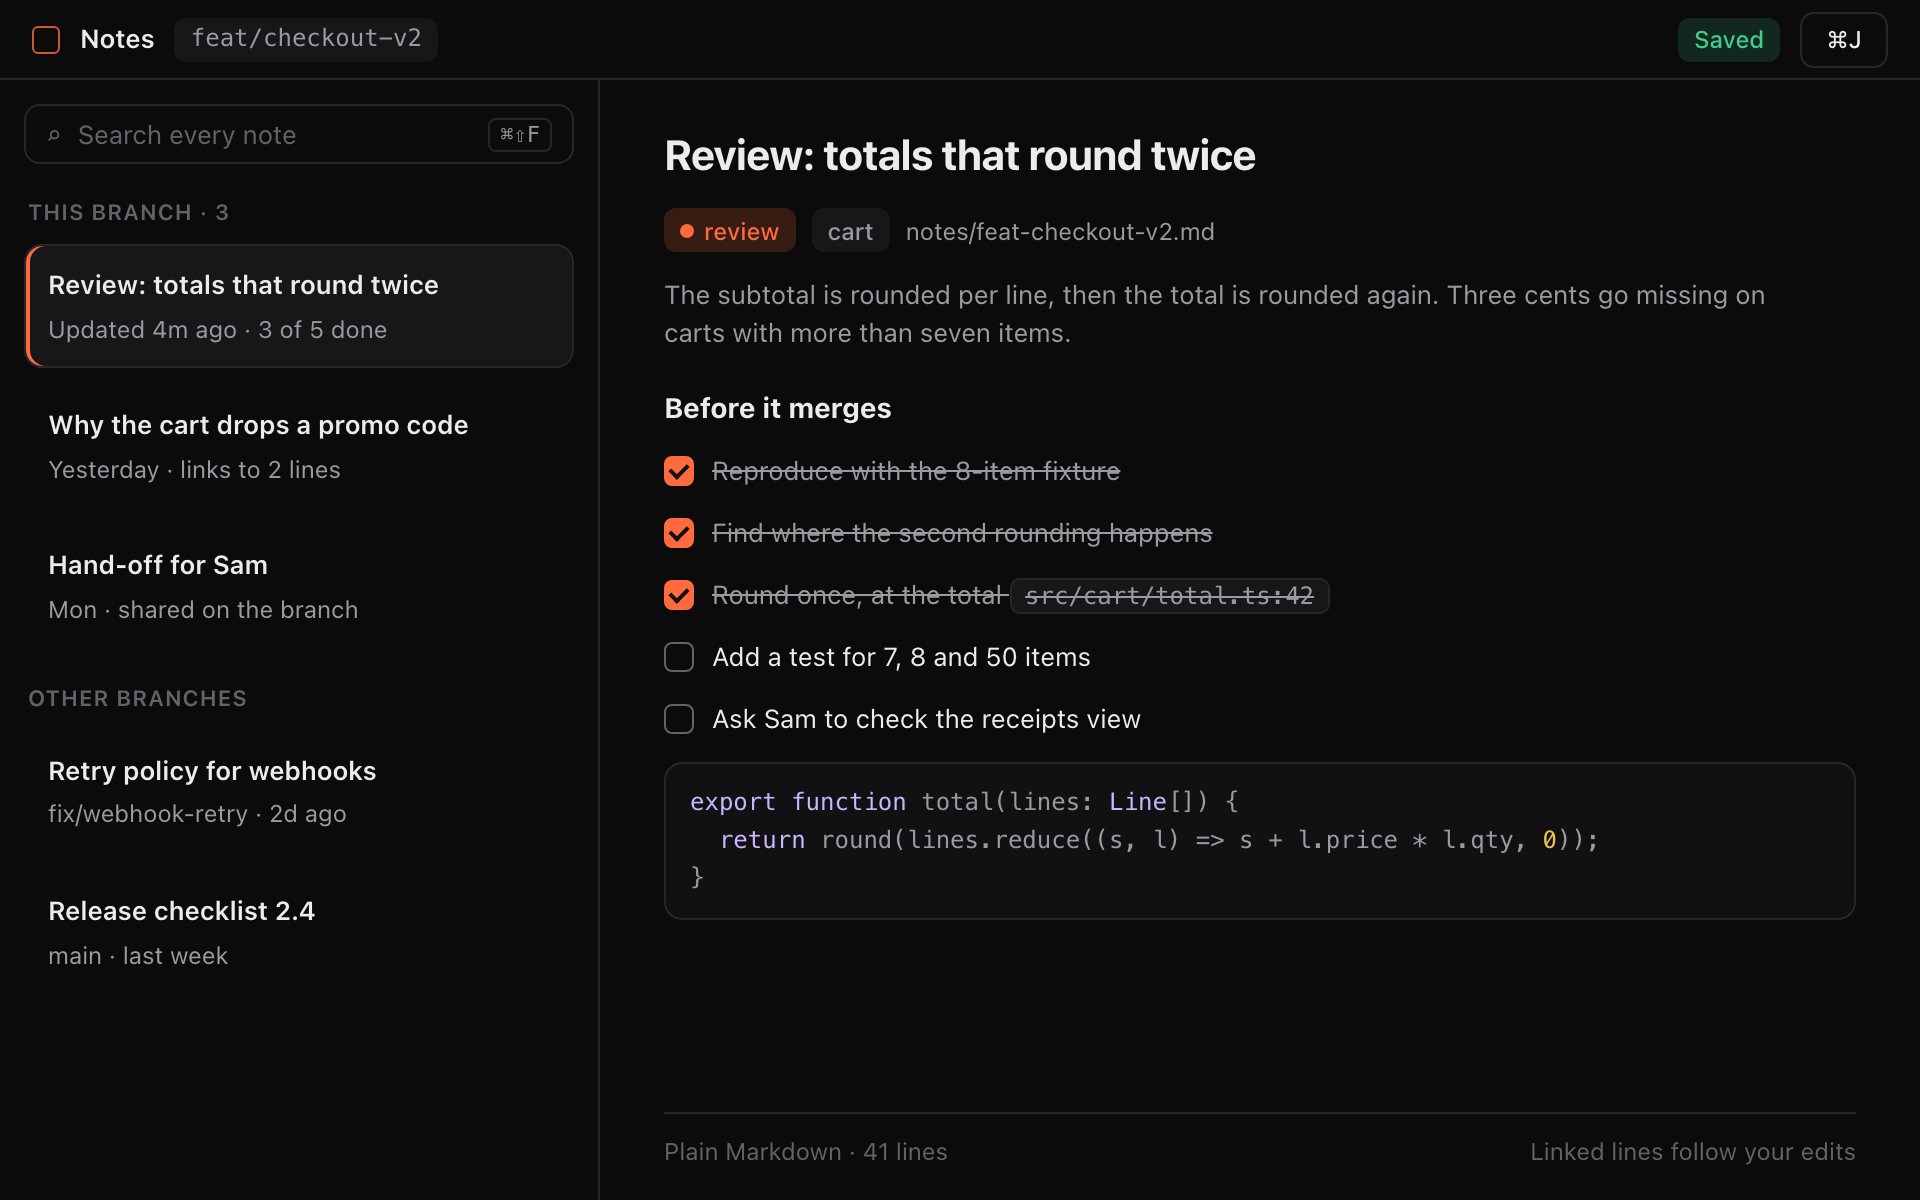 Notes feat/checkout-v2 Saved ⌘J
Search every note ⌘⇧F
THIS BRANCH · 3
Review: totals that round twice
Updated 4m ago · 3 of 5 done
Why the cart drops a promo code
Yesterday · links to 2 lines
Hand-off for Sam
Mon · shared on the branch
OTHER BRANCHES
Retry policy for webhooks
fix/webhook-retry · 2d ago
Release checklist 2.4
main · last week
Review: totals that round twice
review cart notes/feat-checkout-v2.md
The subtotal is rounded per line, then the total is rounded again. Three cents go missing on
carts with more than seven items.
Before it merges
Reproduce with the 8-item fixture
Find where the second rounding happens
Round once, at the total src/cart/total.ts:42
Add a test for 7, 8 and 50 items
Ask Sam to check the receipts view
export function total(lines: Line[]) {
  return round(lines.reduce((s, l) => s + l.price * l.qty, 0));
}
Plain Markdown · 41 lines
Linked lines follow your edits